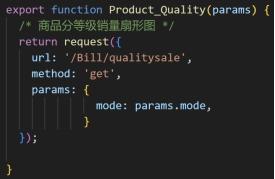 export function Product_Quality(params) {
/* 商品分等级销量扇形图 */
return request({
url: '/Bill/qualitysale',
method: 'get',
params: {
mode: params.mode,
}
});
}